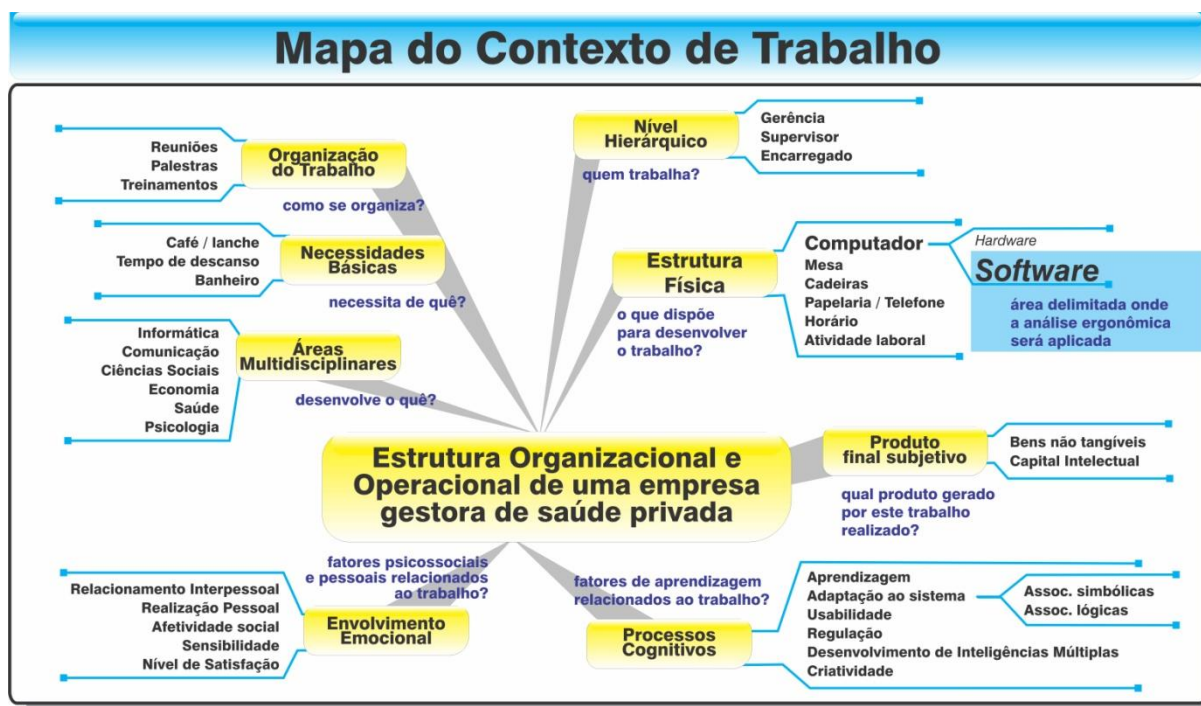 Mapa do Contexto de Trabalho
Reuniões
Palestras
Treinamentos
Organização
do Trabalho
como se organiza?
Café / lanche
Tempo de descanso
Banheiro
Necessidades
Básicas
necessita de quê?
Informática
Comunicação
Ciências Sociais
Economia
Saúde
Psicologia
Áreas
Multidisciplinares
desenvolve o quê?
Nível
Hierárquico
quem trabalha?
Gerência
Supervisor
Encarregado
Estrutura
Física
o que dispõe
para desenvolver
o trabalho?
Computador
Mesa
Cadeiras
Papelaria / Telefone
Horário
Atividade laboral
Hardware
Software
área delimitada onde
a análise ergonômica
será aplicada
Estrutura Organizacional e
Operacional de uma empresa
gestora de saúde privada
Produto
final subjetivo
qual produto gerado
por este trabalho
realizado?
Bens não tangíveis
Capital Intelectual
fatores psicossociais
e pessoais relacionados
ao trabalho?
Relacionamento Interpessoal
Realização Pessoal
Afetividade social
Sensibilidade
Nível de Satisfação
Envolvimento
Emocional
fatores de aprendizagem
relacionados ao trabalho?
Processos
Cognitivos
Aprendizagem
Adaptação ao sistema
Usabilidade
Regulação
Desenvolvimento de Inteligências Múltiplas
Criatividade
Assoc. simbólicas
Assoc. lógicas